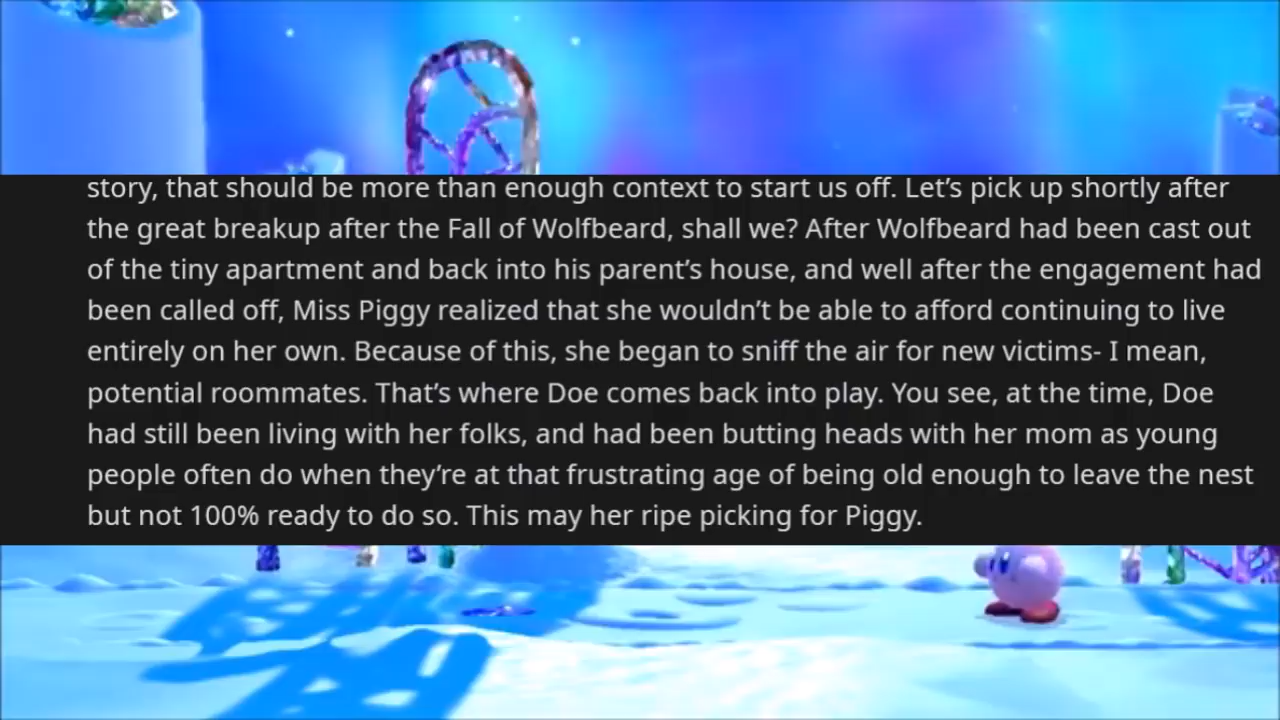 story, that should be more than enough context to start us off. Let’s pick up shortly after
the great breakup after the Fall of Wolfbeard, shall we? After Wolfbeard had been cast out
of the tiny apartment and back into his parent’s house, and well after the engagement had
been called off, Miss Piggy realized that she wouldn’t be able to afford continuing to live
entirely on her own. Because of this, she began to sniff the air for new victims- I mean,
potential roommates. That’s where Doe comes back into play. You see, at the time, Doe
had still been living with her folks, and had been butting heads with her mom as young
people often do when they’re at that frustrating age of being old enough to leave the nest
but not 100% ready to do so. This may her ripe picking for Piggy.